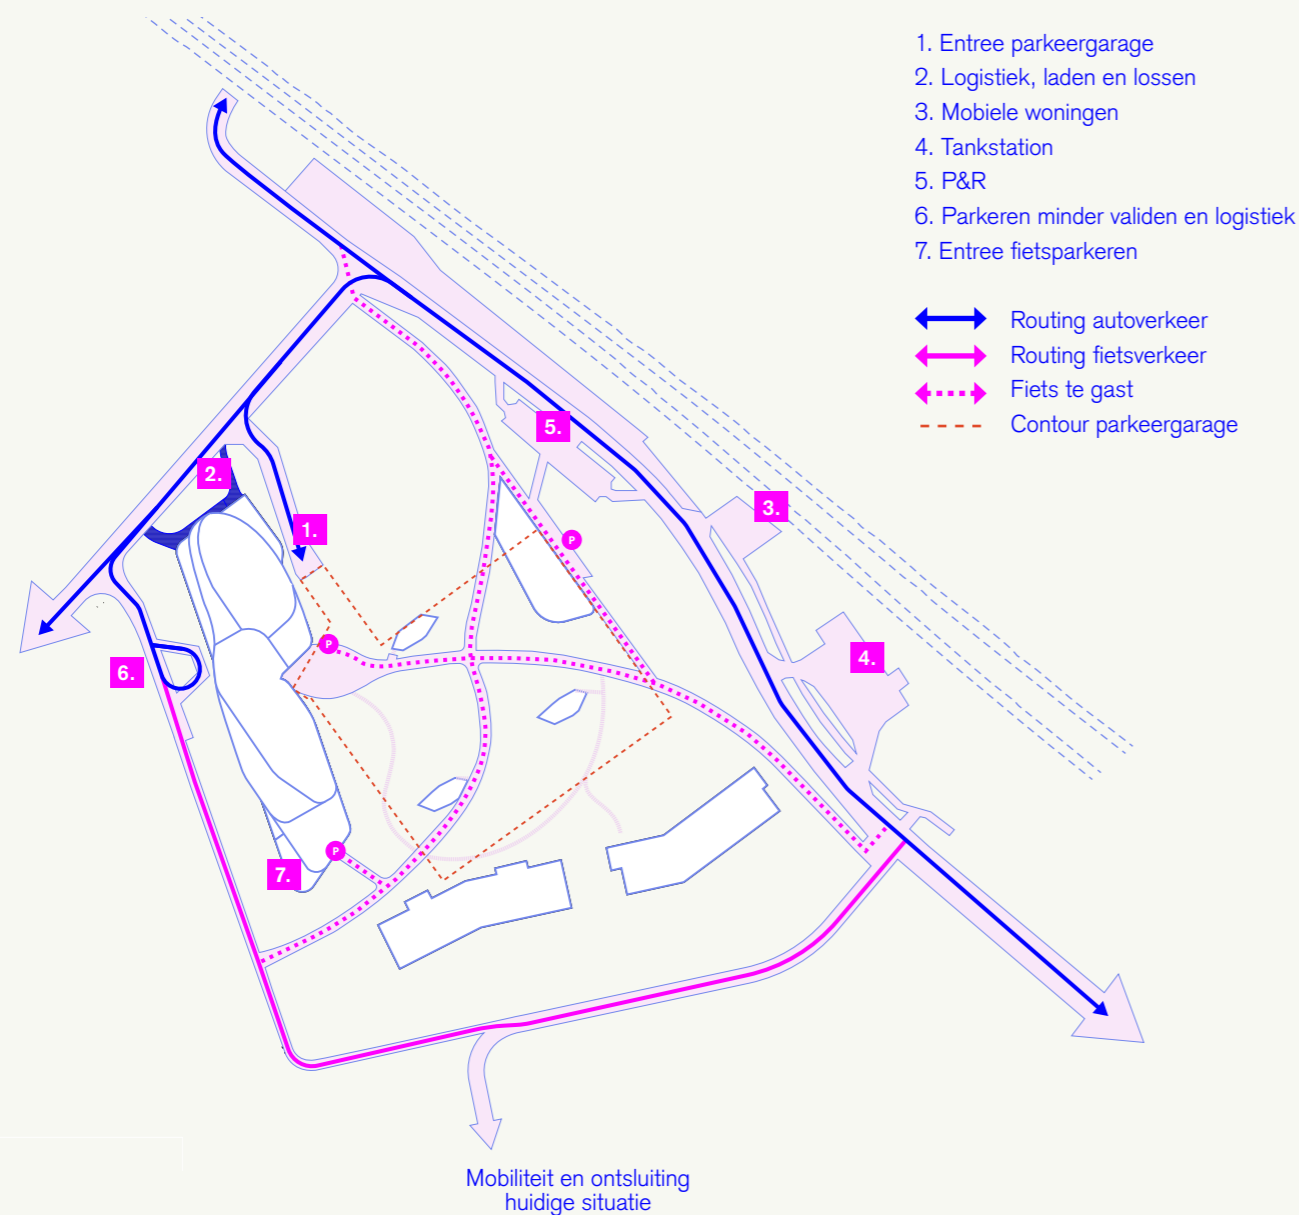 1. Entree parkeergarage
2. Logistiek, laden en lossen
3. Mobiele woningen
4. Tankstation
5. P&R
6. Parkeren minder validen en logistiek
7. Entree fietsparkeren
Routing autoverkeer
Routing fietsverkeer
Fiets te gast
Contour parkeergarage
5.
2.
3.
1.
P
P
4.
6.
P
7.
Mobiliteit en ontsluiting
huidige situatie